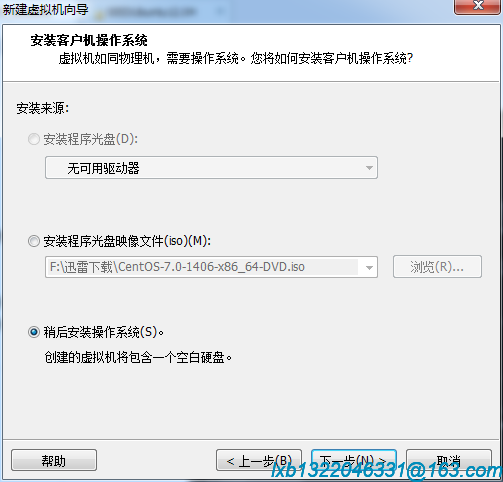 新建虚拟机向导
安装客户机操作系统
虚拟机如同物理机，需要操作系统。您将如何安装客户机操作系统?
安装来源:
安装程序光盘(D):
无可用驱动器
安装程序光盘映像文件(iso)(M):
F:\迅雷下载\CentOS-7.0-1406-x86_64-DVD.iso
浏览(R)...
稍后安装操作系统(S)。
创建的虚拟机将包含一个空白硬盘。
帮助
< 上一步(B)
下一步(N) >
取消
lxb1322046331@163.com